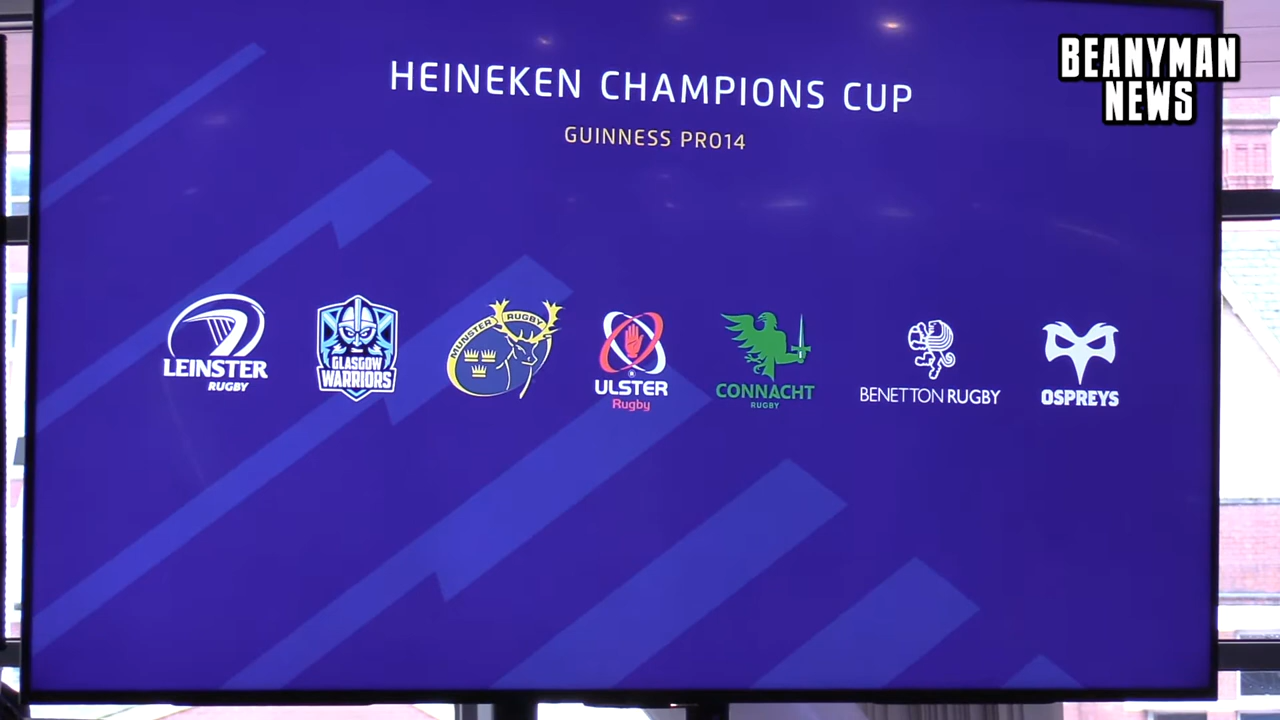 HEINEKEN CHAMPIONS CUP
BEANYMAN
NEWS
GUINNESS PRO14
LEINSTER
RUGBY
GLASGOW
WARRIORS
MUNSTER RUGBY
ULSTER
Rugby
CONNACHT
RUGBY
BENETTON RUGBY
OSPREYS